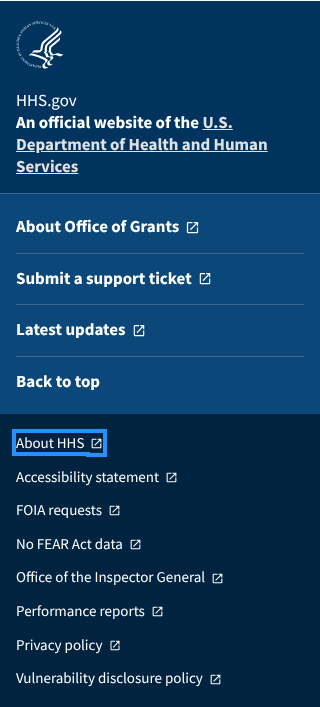 HHS.gov
An official website of the U.S.
Department of Health and Human
Services
About Office of Grants
Submit a support ticket
Latest updates
Back to top
About HHS
Accessibility statement
FOIA requests
No FEAR Act data
Office of the Inspector General
Performance reports
Privacy policy
Vulnerability disclosure policy